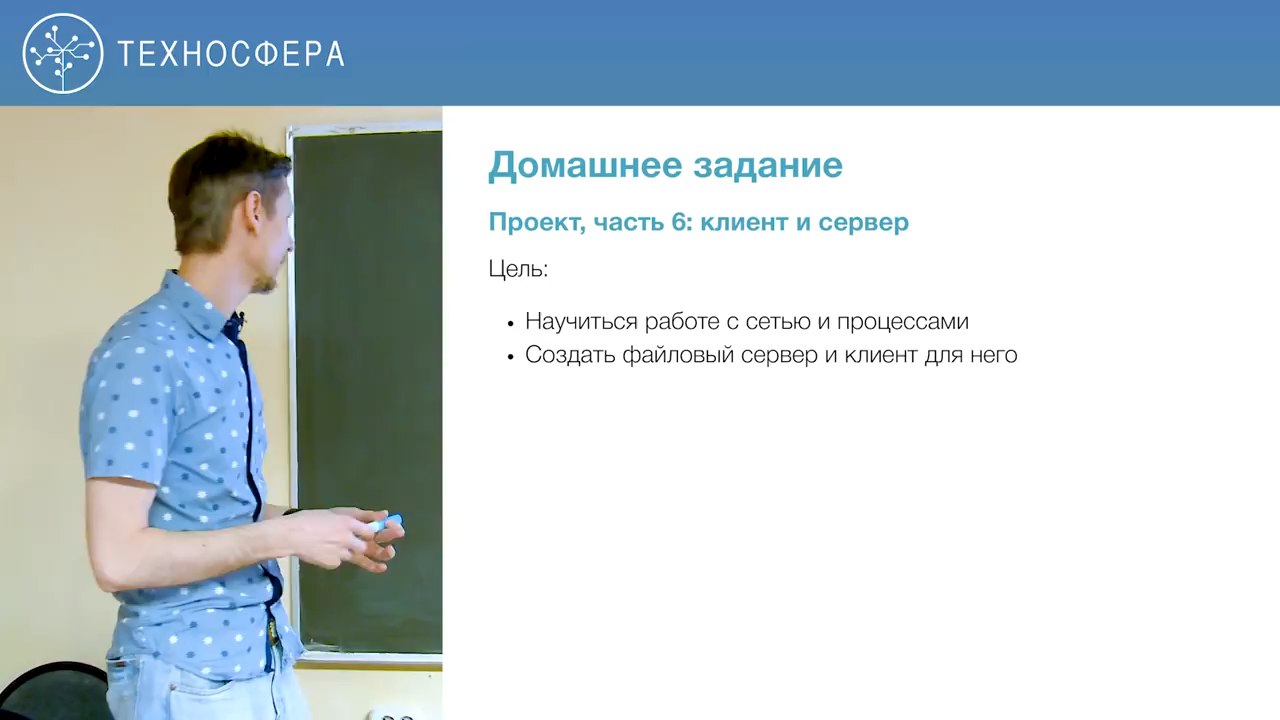 ТЕХНОСФЕРА
Домашнее задание
Проект, часть 6: клиент и сервер
Цель:
• Научиться работе с сетью и процессами
• Создать файловый сервер и клиент для него